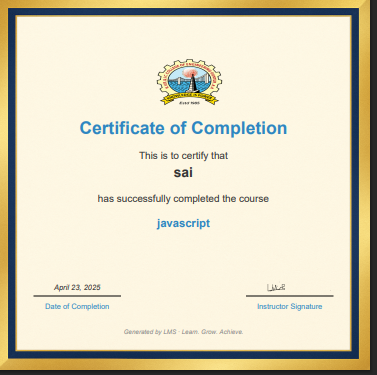 Certificate of Completion
This is to certify that
sai
has successfully completed the course
javascript
April 23, 2025
Date of Completion
Instructor Signature
Generated by LMS · Learn. Grow. Achieve.